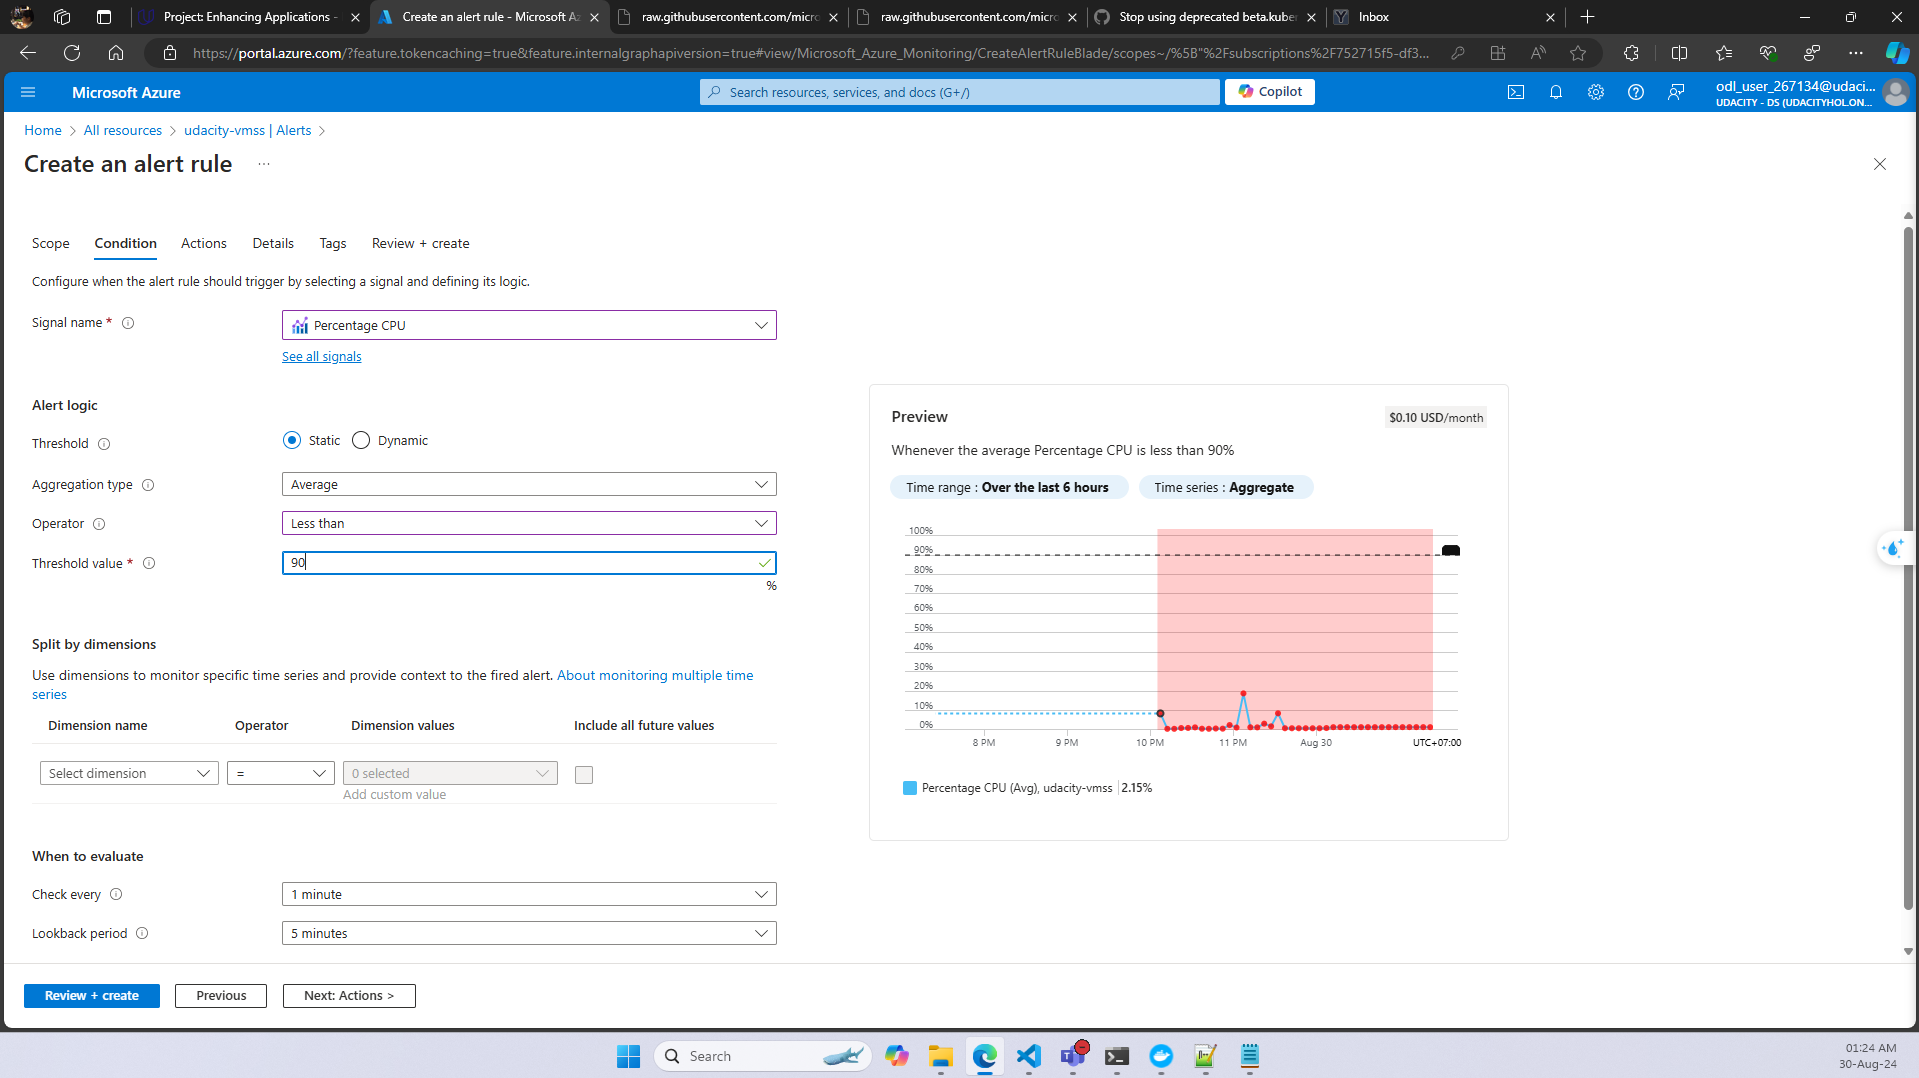 Project: Enhancing Applications -
Create an alert rule - Microsoft Az
raw.githubusercontent.com/micro
raw.githubusercontent.com/micro
Stop using deprecated beta.kuber
Inbox
https://portal.azure.com/?feature.tokencaching=true&feature.internalgraphapiversion=true#view/Microsoft_Azure_Monitoring/CreateAlertRuleBlade/scopes~/%5B"%2Fsubscriptions%2F752715f5-df3...
Microsoft Azure
Search resources, services, and docs (G+/)
Copilot
odl_user_267134@udaci...
UDACITY - DS (UDACITYHOL.ON...
Home > All resources > udacity-vmss | Alerts >
Create an alert rule ...
Scope Condition Actions Details Tags Review + create
Configure when the alert rule should trigger by selecting a signal and defining its logic.
Signal name *
Percentage CPU
See all signals
Alert logic
Threshold
Static Dynamic
Aggregation type
Average
Operator
Less than
Threshold value *
90
%
Split by dimensions
Use dimensions to monitor specific time series and provide context to the fired alert. About monitoring multiple time
series
Dimension name Operator Dimension values Include all future values
Select dimension = 0 selected
Add custom value
When to evaluate
Check every
1 minute
Lookback period
5 minutes
Preview
$0.10 USD/month
Whenever the average Percentage CPU is less than 90%
Time range : Over the last 6 hours
Time series : Aggregate
100%
90%
80%
70%
60%
50%
40%
30%
20%
10%
0%
8 PM 9 PM 10 PM 11 PM Aug 30 UTC+07:00
Percentage CPU (Avg), udacity-vmss 2.15%
Review + create
Previous
Next: Actions >
Search
01:24 AM
30-Aug-24